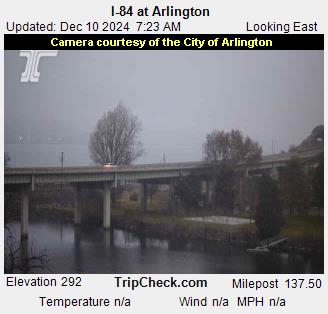 I-84 at Arlington
Updated: Dec 10 2024 7:23 AM Looking East
Camera courtesy of the City of Arlington
Elevation 292 TripCheck.com Milepost 137.50
Temperature n/a Wind n/a MPH n/a